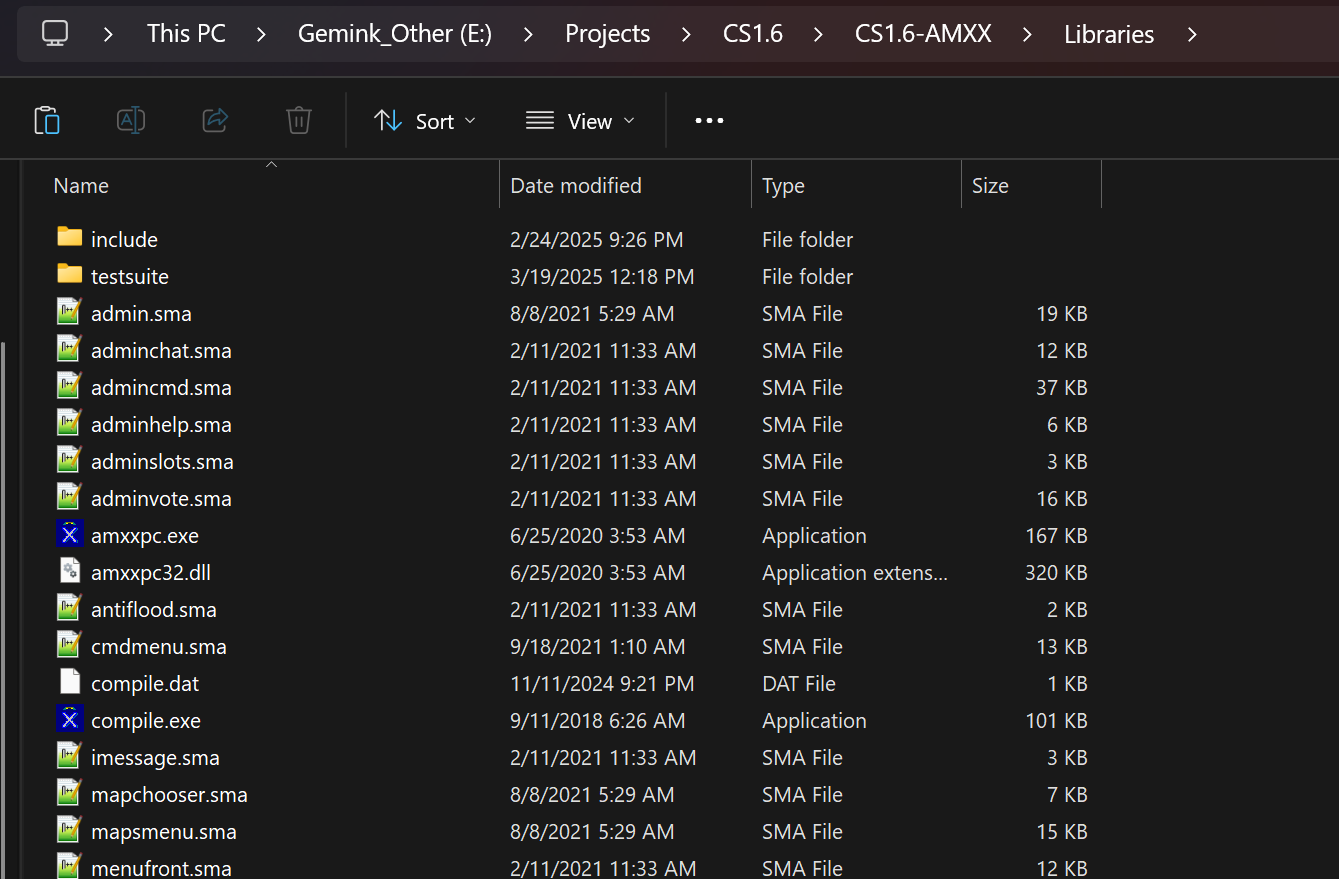 This PC > Gemink_Other (E:) > Projects > CS1.6 > CS1.6-AMXX > Libraries >
Sort View
Name Date modified Type Size
include 2/24/2025 9:26 PM File folder
testsuite 3/19/2025 12:18 PM File folder
admin.sma 8/8/2021 5:29 AM SMA File 19 KB
adminchat.sma 2/11/2021 11:33 AM SMA File 12 KB
admincmd.sma 2/11/2021 11:33 AM SMA File 37 KB
adminhelp.sma 2/11/2021 11:33 AM SMA File 6 KB
adminslots.sma 2/11/2021 11:33 AM SMA File 3 KB
adminvote.sma 2/11/2021 11:33 AM SMA File 16 KB
amxxpc.exe 6/25/2020 3:53 AM Application 167 KB
amxxpc32.dll 6/25/2020 3:53 AM Application extens... 320 KB
antiflood.sma 2/11/2021 11:33 AM SMA File 2 KB
cmdmenu.sma 9/18/2021 1:10 AM SMA File 13 KB
compile.dat 11/11/2024 9:21 PM DAT File 1 KB
compile.exe 9/11/2018 6:26 AM Application 101 KB
imessage.sma 2/11/2021 11:33 AM SMA File 3 KB
mapchooser.sma 8/8/2021 5:29 AM SMA File 7 KB
mapsmenu.sma 8/8/2021 5:29 AM SMA File 15 KB
menufront.sma 2/11/2021 11:33 AM SMA File 12 KB